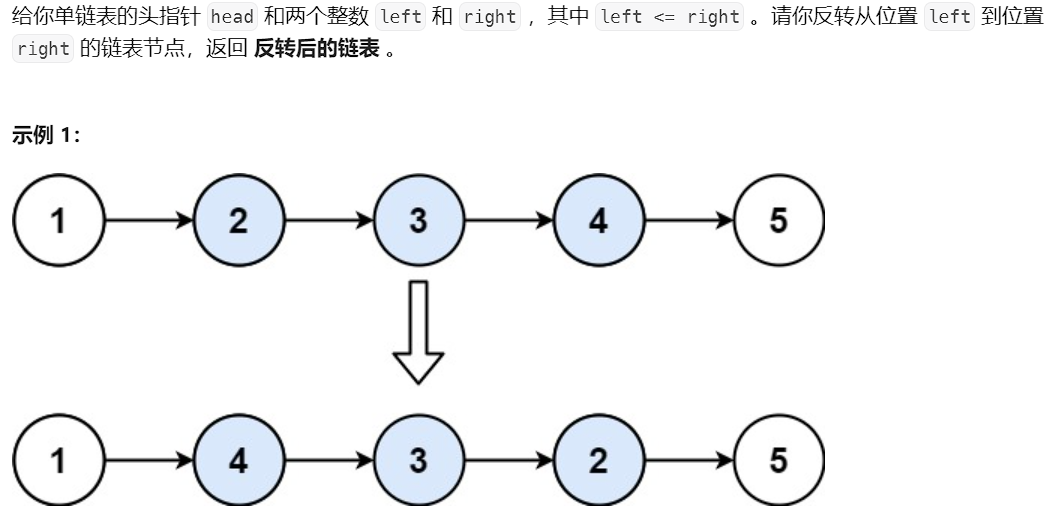 给你单链表的头指针 head 和两个整数 left 和 right ，其中 left <= right 。请你反转从位置 left 到位置
right 的链表节点，返回 反转后的链表 。
示例 1：
1 2 3 4 5
1 4 3 2 5